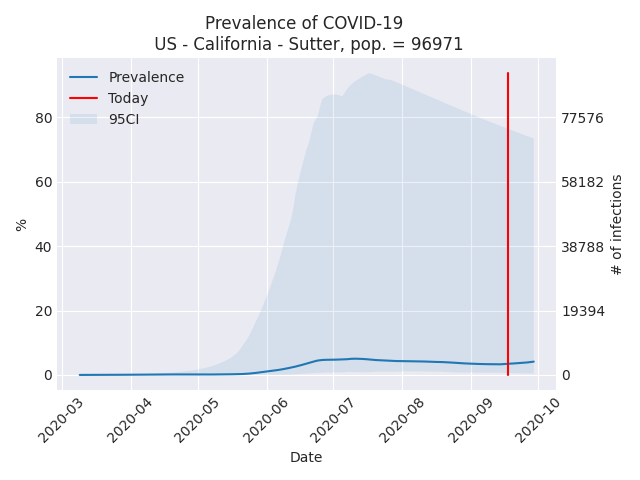 Prevalence of COVID-19
US - California - Sutter, pop. = 96971
Prevalence
Today
95CI
80
60
40
20
0
%
77576
58182
38788
19394
0
# of infections
2020-03
2020-04
2020-05
2020-06
2020-07
2020-08
2020-09
2020-10
Date